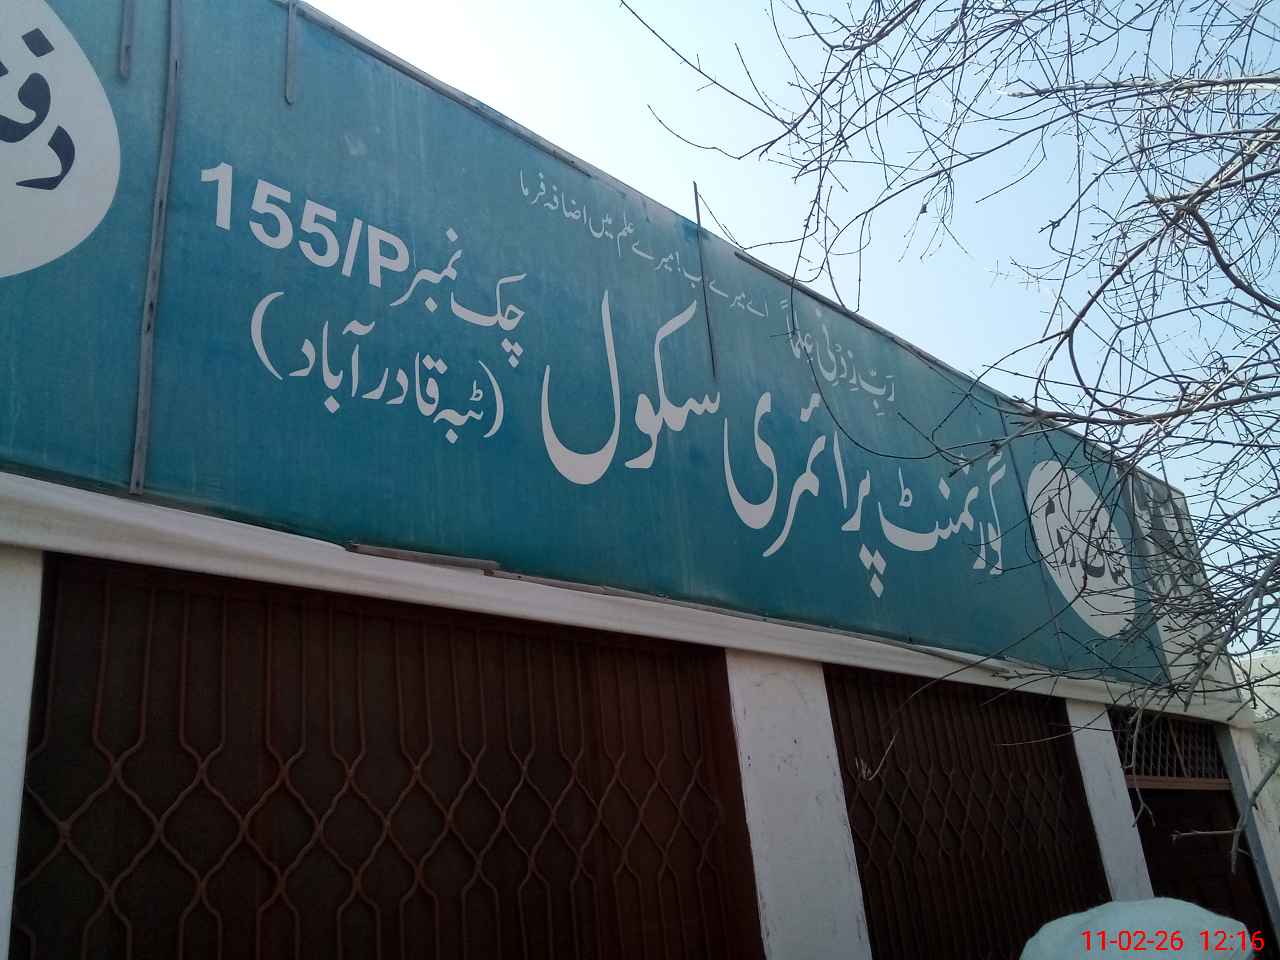 رَبِّ زِدْنِی عِلْماً
اے میرے رب! میرے علم میں اضافہ فرما
گورنمنٹ پرائمری سکول
چک نمبر 155/P
(ٹبہ قادر آباد)
11-02-26 12:16